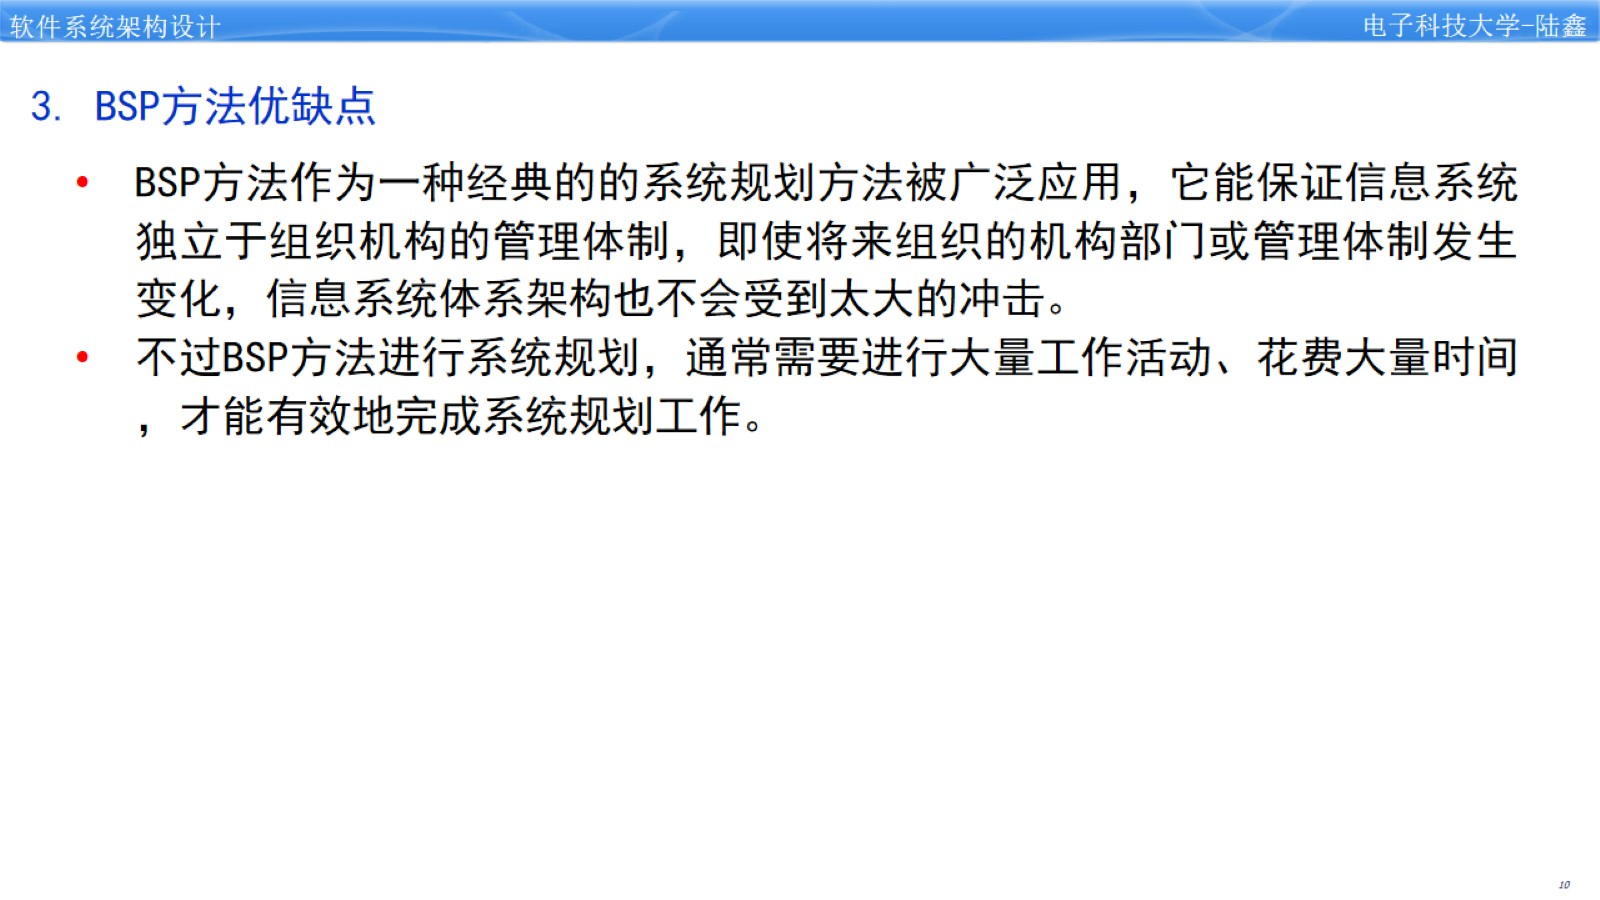 软件系统架构设计
电子科技大学-陆鑫
3. BSP方法优缺点
• BSP方法作为一种经典的的系统规划方法被广泛应用，它能保证信息系统
独立于组织机构的管理体制，即使将来组织的机构部门或管理体制发生
变化，信息系统体系架构也不会受到太大的冲击。
• 不过BSP方法进行系统规划，通常需要进行大量工作活动、花费大量时间
，才能有效地完成系统规划工作。
10